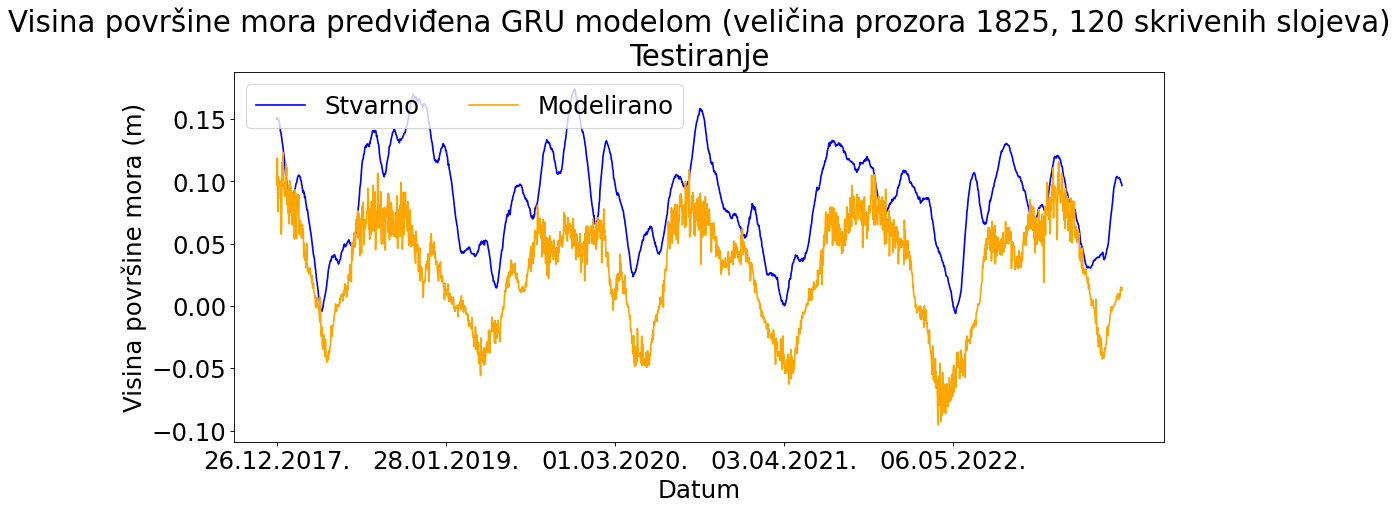 Visina površine mora predviđena GRU modelom (veličina prozora 1825, 120 skrivenih slojeva)
Testiranje
Stvarno Modelirano
Visina površine mora (m)
0.15
0.10
0.05
0.00
−0.05
−0.10
26.12.2017. 28.01.2019. 01.03.2020. 03.04.2021. 06.05.2022.
Datum